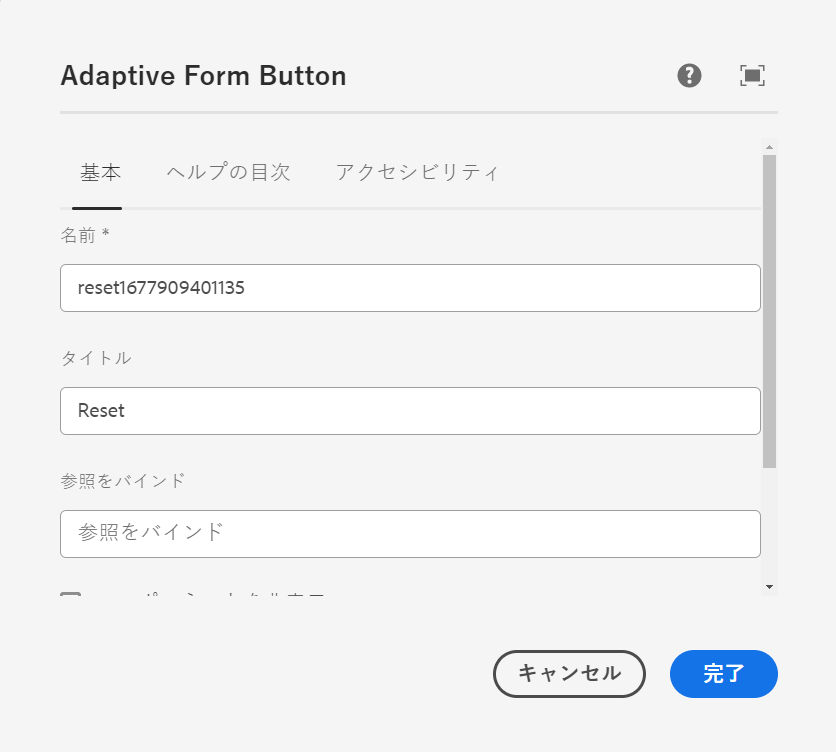 Adaptive Form Button
基本 ヘルプの目次 アクセシビリティ
名前 *
reset1677909401135
タイトル
Reset
参照をバインド
参照をバインド
キャンセル 完了